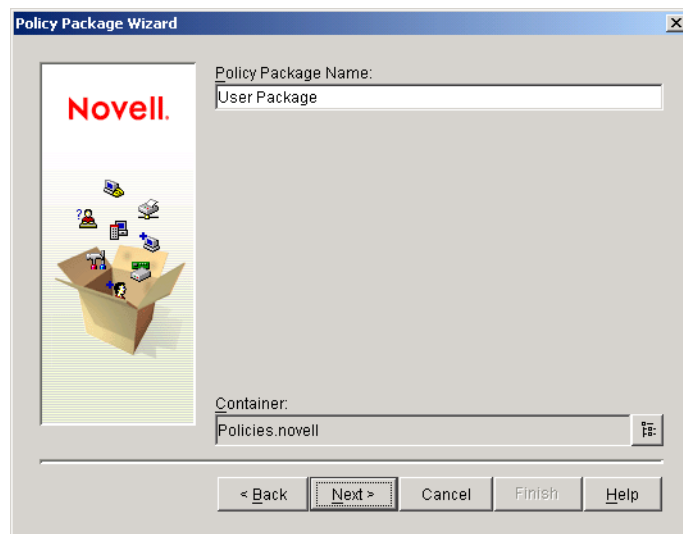 Policy Package Wizard
Novell.
Policy Package Name:
User Package
Container:
Policies.novell
< Back
Next >
Cancel
Finish
Help